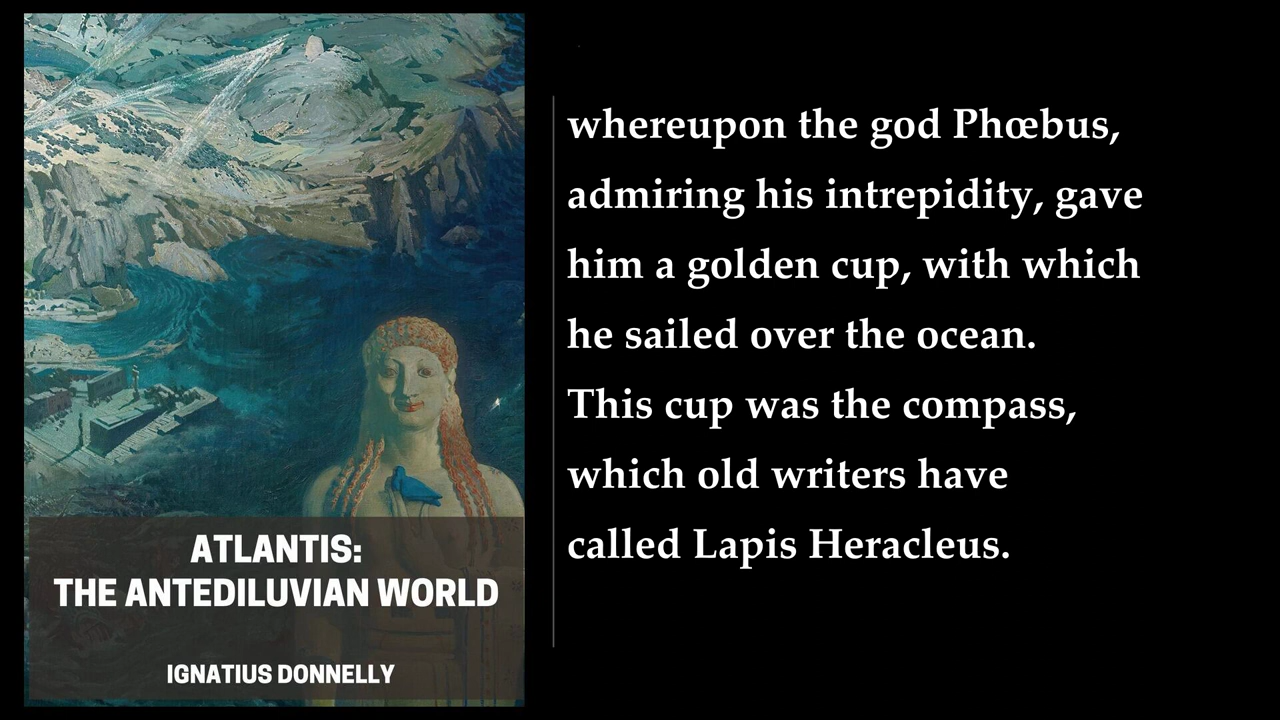 ATLANTIS:
THE ANTEDILUVIAN WORLD
IGNATIUS DONNELLY
whereupon the god Phœbus,
admiring his intrepidity, gave
him a golden cup, with which
he sailed over the ocean.
This cup was the compass,
which old writers have
called Lapis Heracleus.